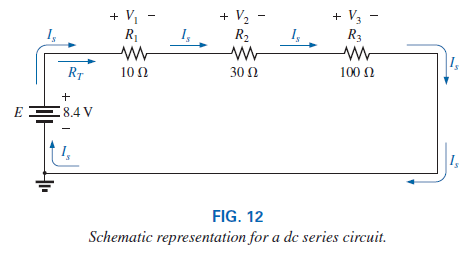 + V1 - + V2 - + V3 -
Is R1 Is R2 Is R3
RT 10 Ω 30 Ω 100 Ω Is
+
E 8.4 V
-
Is Is
FIG. 12
Schematic representation for a dc series circuit.